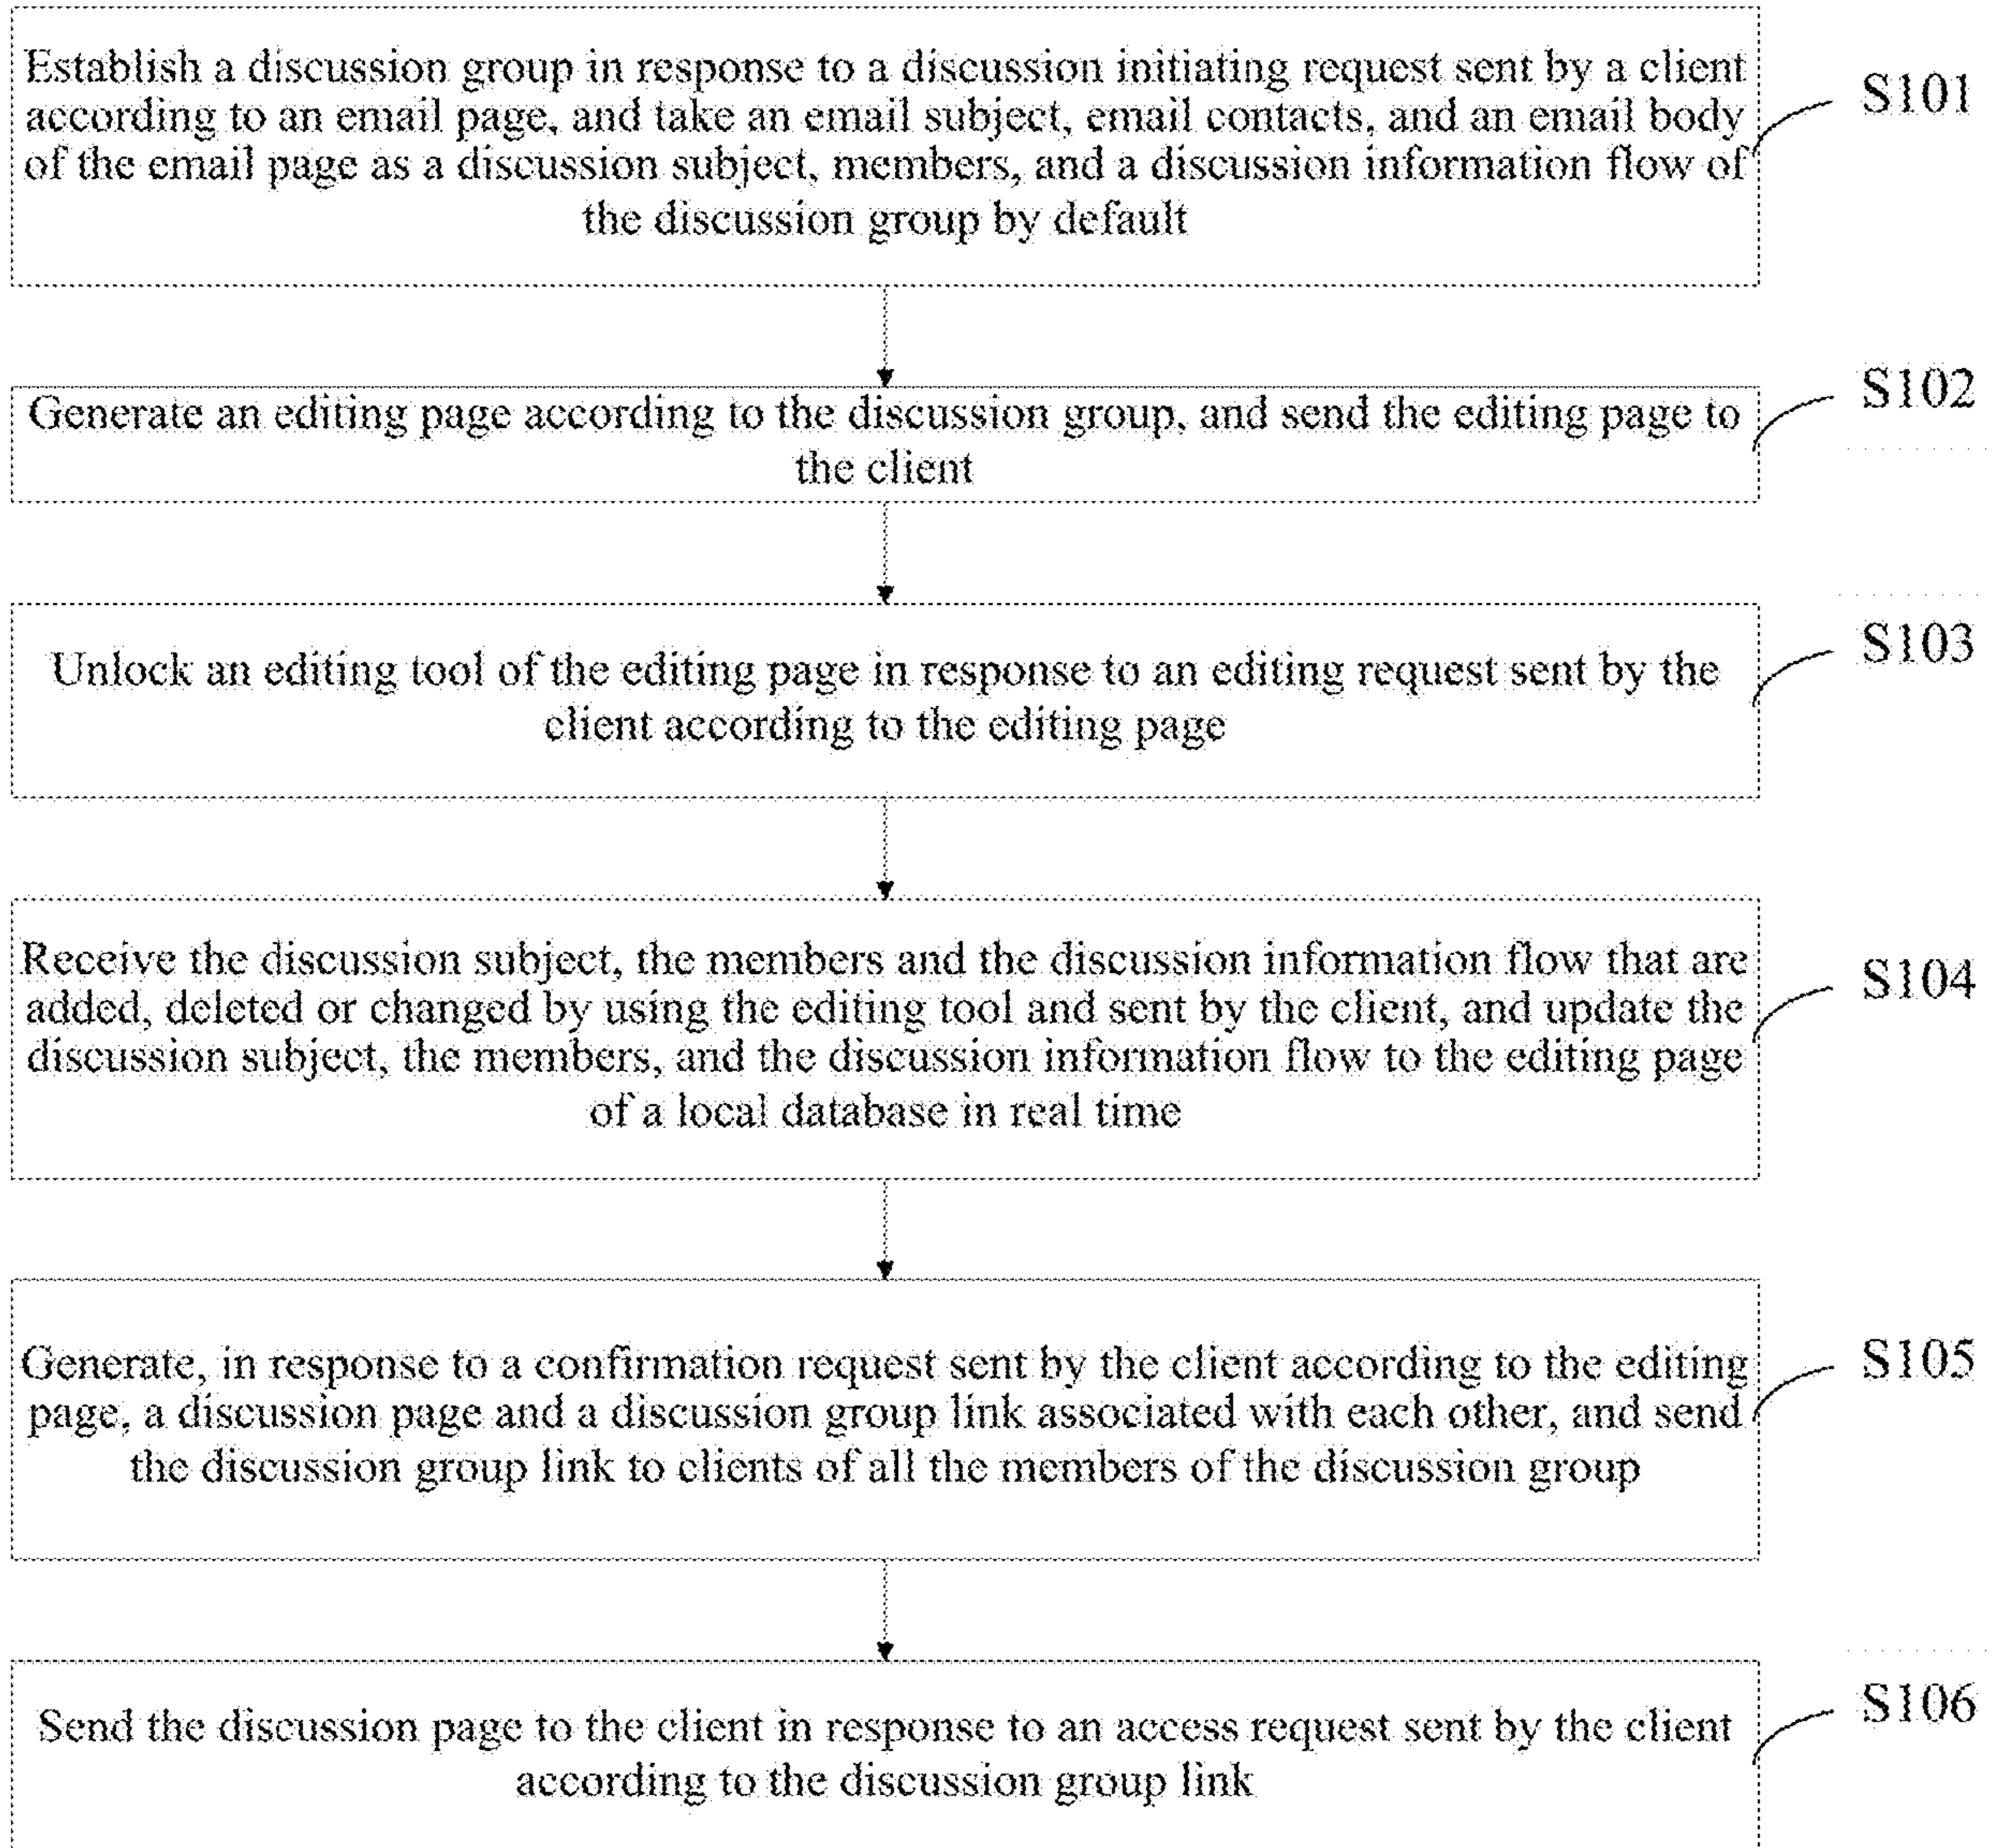 Establish a discussion group in response to a discussion initiating request sent by a client
according to an email page, and take an email subject, email contacts, and an email body
of the email page as a discussion subject, members, and a discussion information flow of
the discussion group by default
S101
Generate an editing page according to the discussion group, and send the editing page to
the client
S102
Unlock an editing tool of the editing page in response to an editing request sent by the
client according to the editing page
S103
Receive the discussion subject, the members and the discussion information flow that are
added, deleted or changed by using the editing tool and sent by the client, and update the
discussion subject, the members, and the discussion information flow to the editing page
of a local database in real time
S104
Generate, in response to a confirmation request sent by the client according to the editing
page, a discussion page and a discussion group link associated with each other, and send
the discussion group link to clients of all the members of the discussion group
S105
Send the discussion page to the client in response to an access request sent by the client
according to the discussion group link
S106